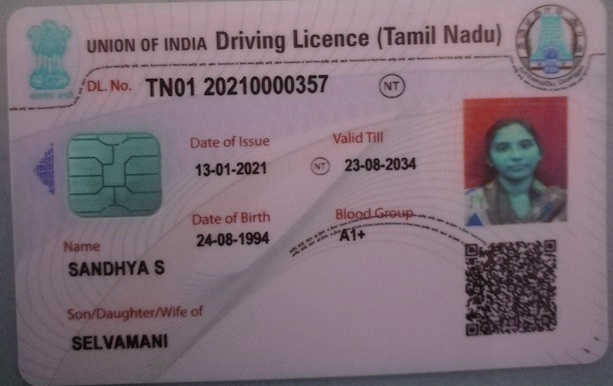 UNION OF INDIA Driving Licence (Tamil Nadu)
DL. No. TN01 20210000357 NT
Date of Issue Valid Till
13-01-2021 NT 23-08-2034
Date of Birth Blood Group
24-08-1994 A1+
Name
SANDHYA S
Son/Daughter/Wife of
SELVAMANI